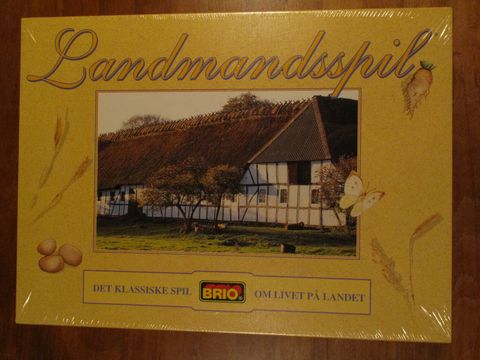 Landmandsspil
DET KLASSISKE SPIL BRIO® OM LIVET PÅ LANDET